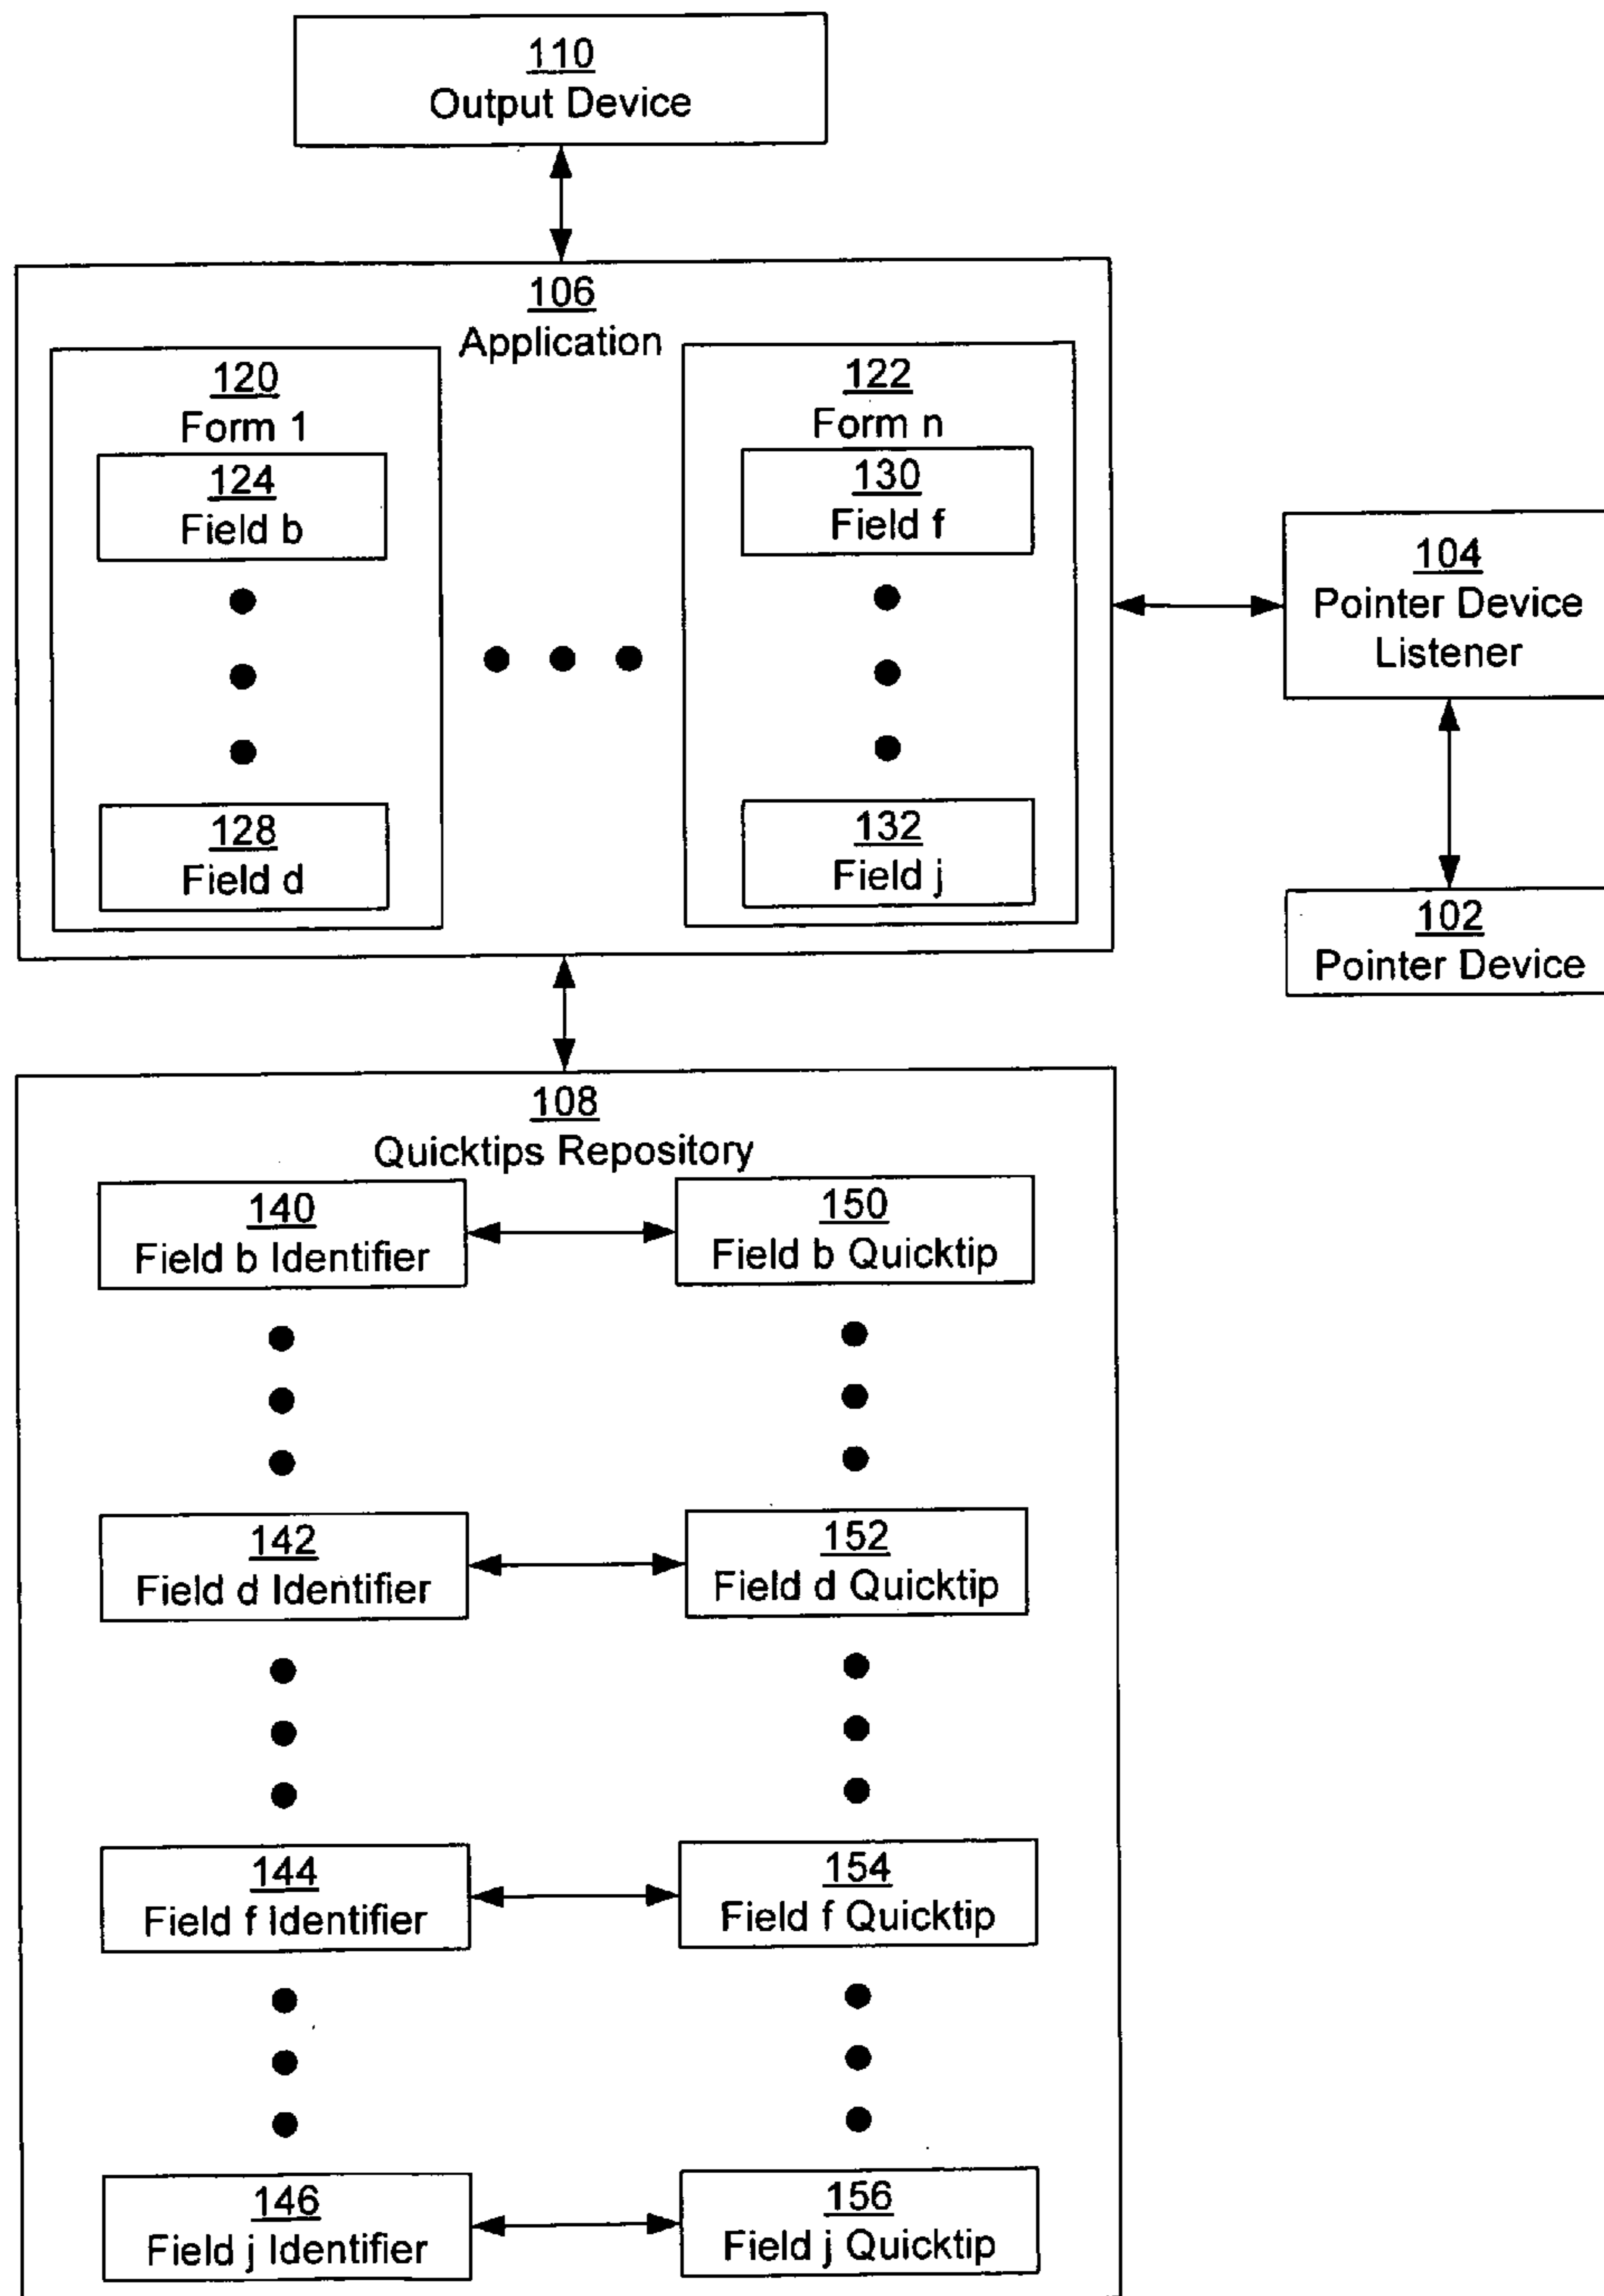 110
Output Device
106
Application
120
Form 1
124
Field b
128
Field d
122
Form n
130
Field f
132
Field j
104
Pointer Device
Listener
102
Pointer Device
108
Quicktips Repository
140
Field b Identifier
150
Field b Quicktip
142
Field d Identifier
152
Field d Quicktip
144
Field f Identifier
154
Field f Quicktip
146
Field j Identifier
156
Field j Quicktip